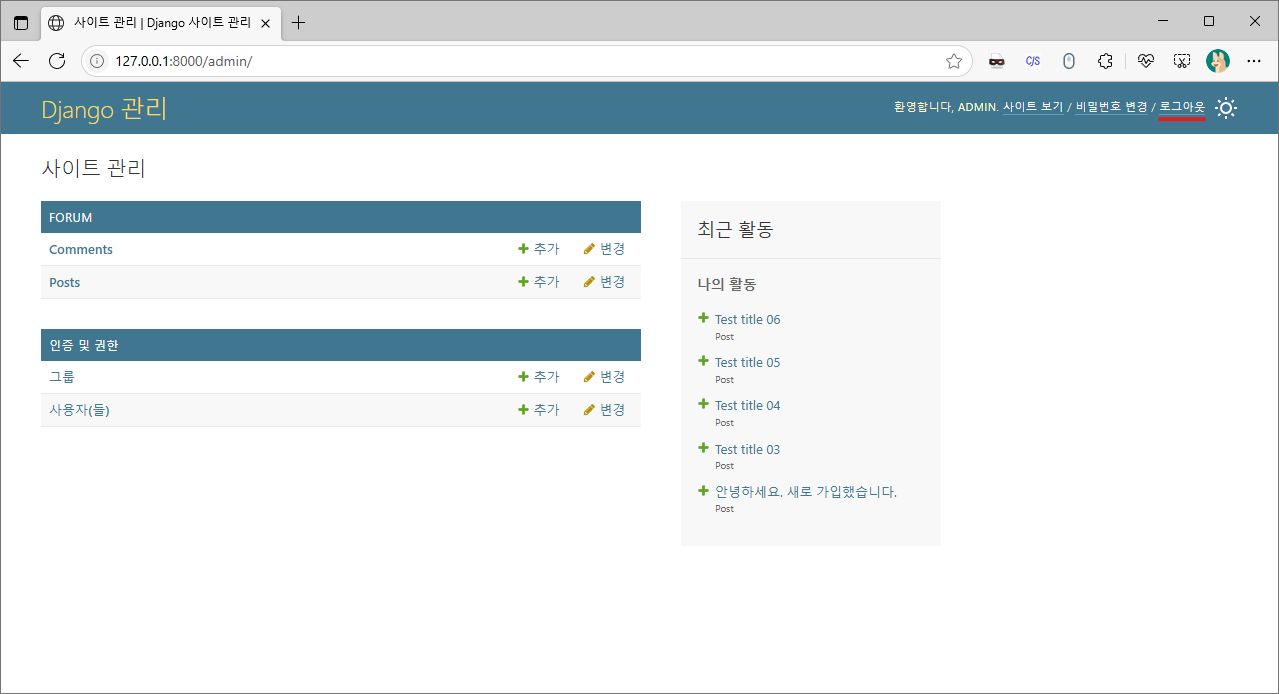 사이트 관리 | Django 사이트 관리
127.0.0.1:8000/admin/
C/S
Django 관리
환영합니다, ADMIN. 사이트 보기 / 비밀번호 변경 / 로그아웃
사이트 관리
FORUM
Comments 추가 변경
Posts 추가 변경
인증 및 권한
그룹 추가 변경
사용자(들) 추가 변경
최근 활동
나의 활동
Test title 06
Post
Test title 05
Post
Test title 04
Post
Test title 03
Post
안녕하세요, 새로 가입했습니다.
Post